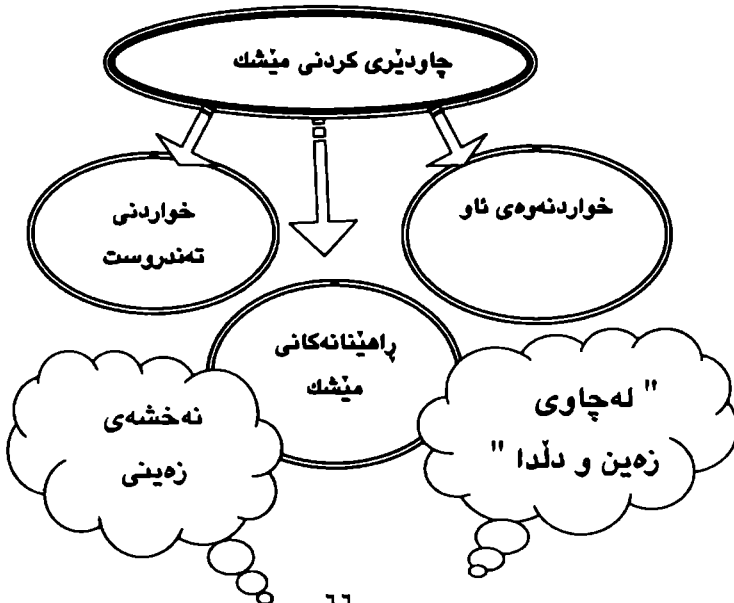 چاودێری کردنی مێشك
خواردنەوەی ئاو
خواردنی
تەندروست
ڕاهێنانەکانی
مێشك
" لەچاوی
زەین و دڵدا "
نەخشەی
زەینی
٦٦